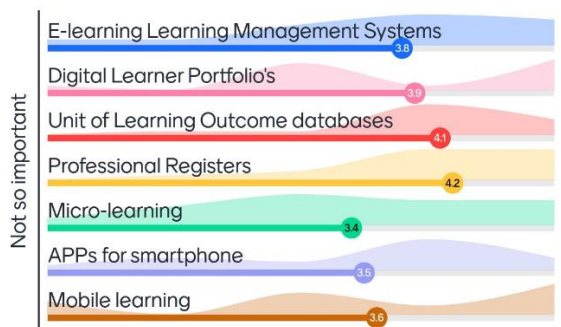 Not so important
E-learning Learning Management Systems
3.8
Digital Learner Portfolio's
3.9
Unit of Learning Outcome databases
4.1
Professional Registers
4.2
Micro-learning
3.4
APPs for smartphone
3.5
Mobile learning
3.6